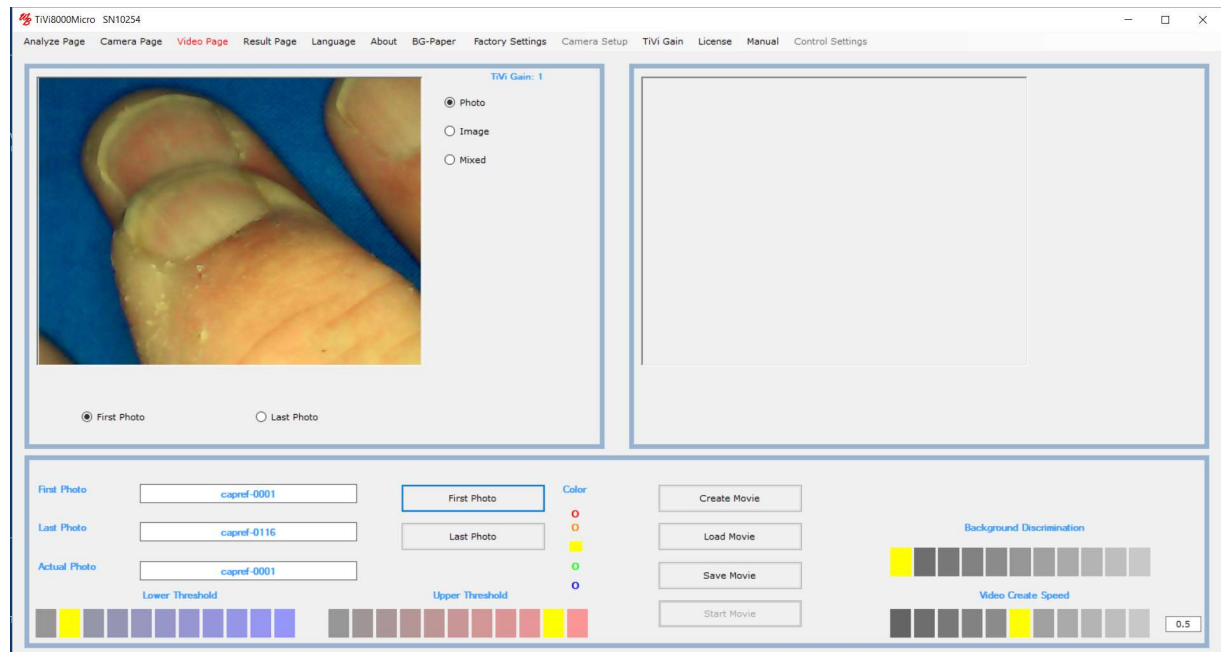 TiVi8000Micro SN10254
Analyze Page Camera Page Video Page Result Page Language About BG-Paper Factory Settings Camera Setup TiVi Gain License Manual Control Settings
TiVi Gain: 1
Photo
Image
Mixed
First Photo Last Photo
First Photo capref-0001 First Photo Color Create Movie
Last Photo capref-0116 Last Photo Load Movie Background Discrimination
Actual Photo capref-0001 Save Movie
Lower Threshold Upper Threshold Start Movie Video Create Speed
0.5